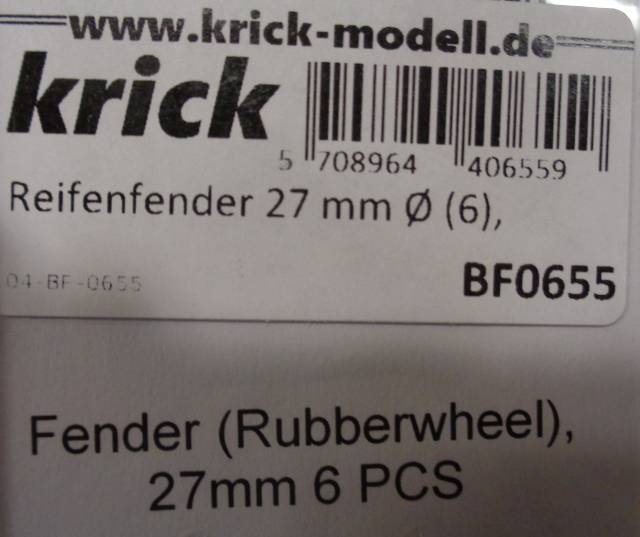 www.krick-modell.de
krick
5 708964 406559
Reifenfender 27 mm Ø (6),
04-BF-0655
BF0655
Fender (Rubberwheel),
27mm 6 PCS